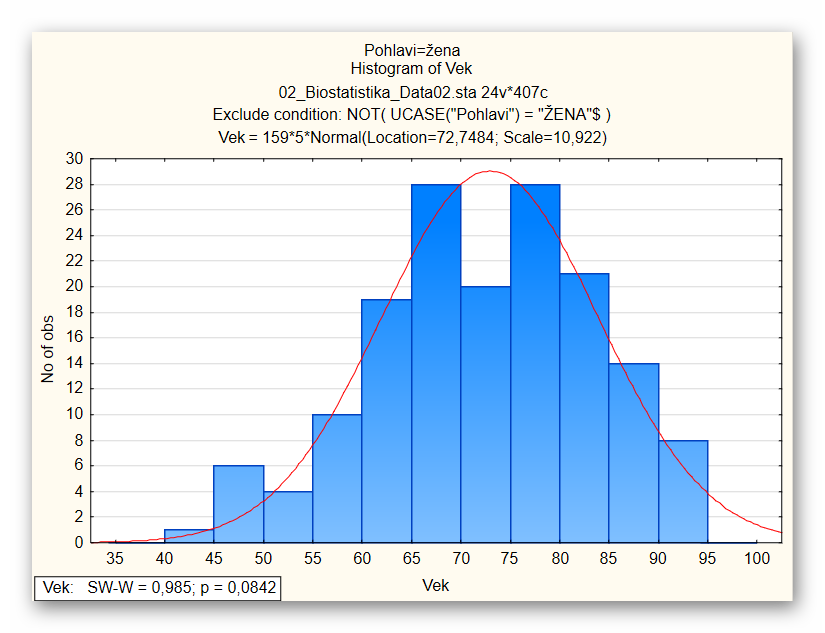 Pohlavi=žena
Histogram of Vek
02_Biostatistika_Data02.sta 24v*407c
Exclude condition: NOT( UCASE("Pohlavi") = "ŽENA"$ )
Vek = 159*5*Normal(Location=72,7484; Scale=10,922)
30
28
26
24
22
20
18
16
14
12
10
8
6
4
2
0
No of obs
35 40 45 50 55 60 65 70 75 80 85 90 95 100
Vek
Vek: SW-W = 0,985; p = 0,0842